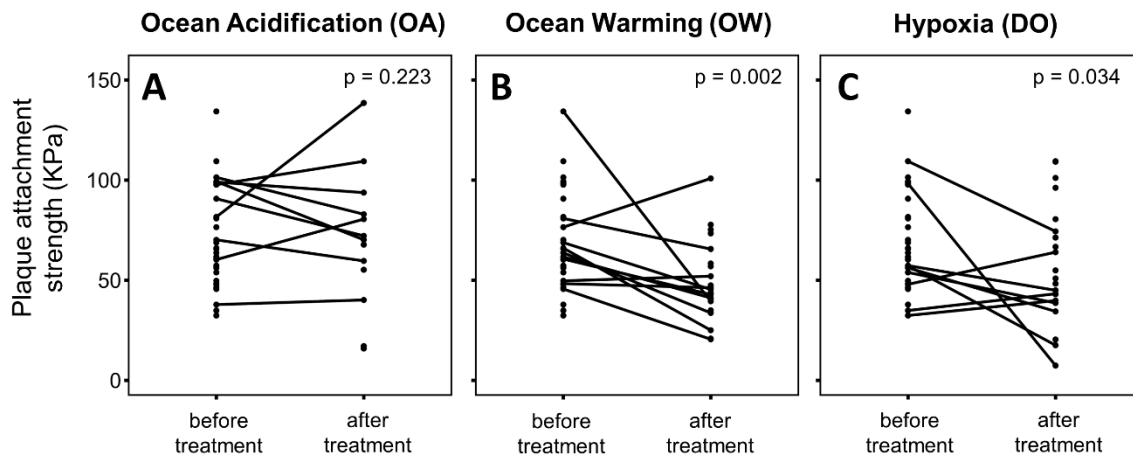 Ocean Acidification (OA)
Ocean Warming (OW)
Hypoxia (DO)
Plaque attachment
strength (KPa)
150
100
50
0
A
p = 0.223
B
p = 0.002
C
p = 0.034
before
treatment
after
treatment
before
treatment
after
treatment
before
treatment
after
treatment